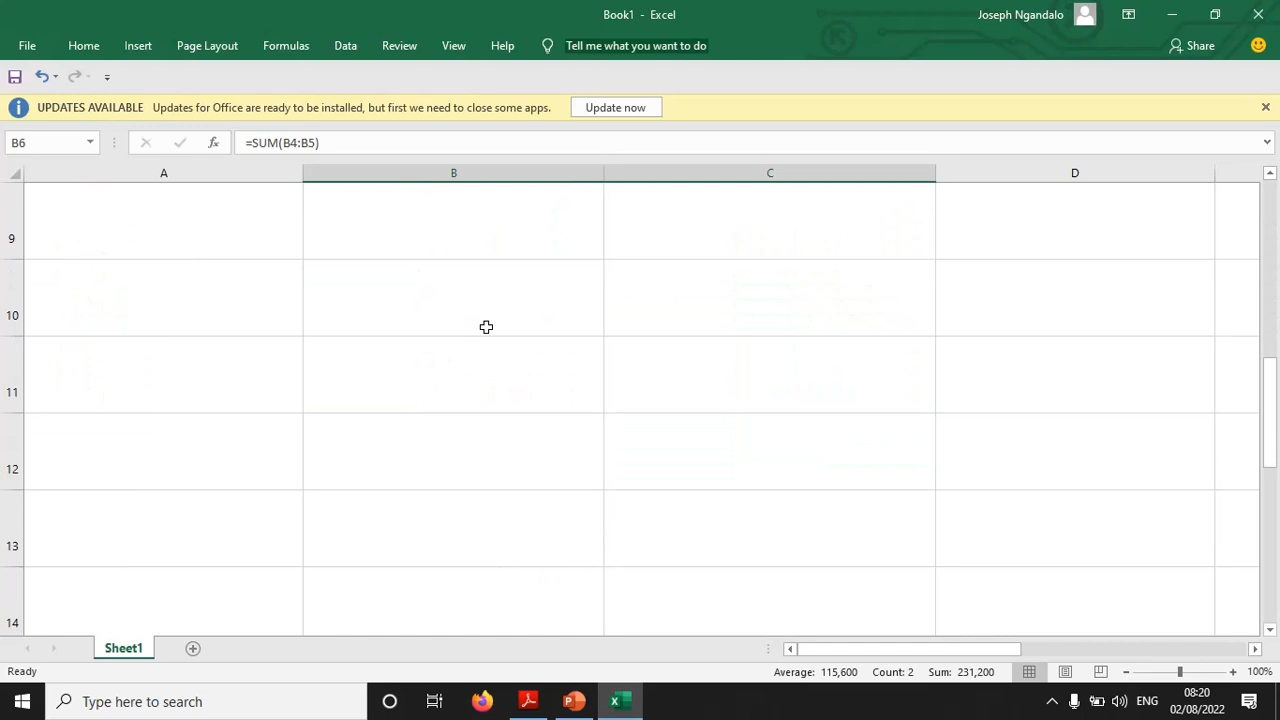 Book1 - Excel
Joseph Ngandalo
File Home Insert Page Layout Formulas Data Review View Help Tell me what you want to do Share
UPDATES AVAILABLE Updates for Office are ready to be installed, but first we need to close some apps. Update now
B6 fx =SUM(B4:B5)
A B C D
9
10
11
12
13
14
Sheet1
Ready Average: 115,600 Count: 2 Sum: 231,200 100%
Type here to search ENG 08:20
02/08/2022